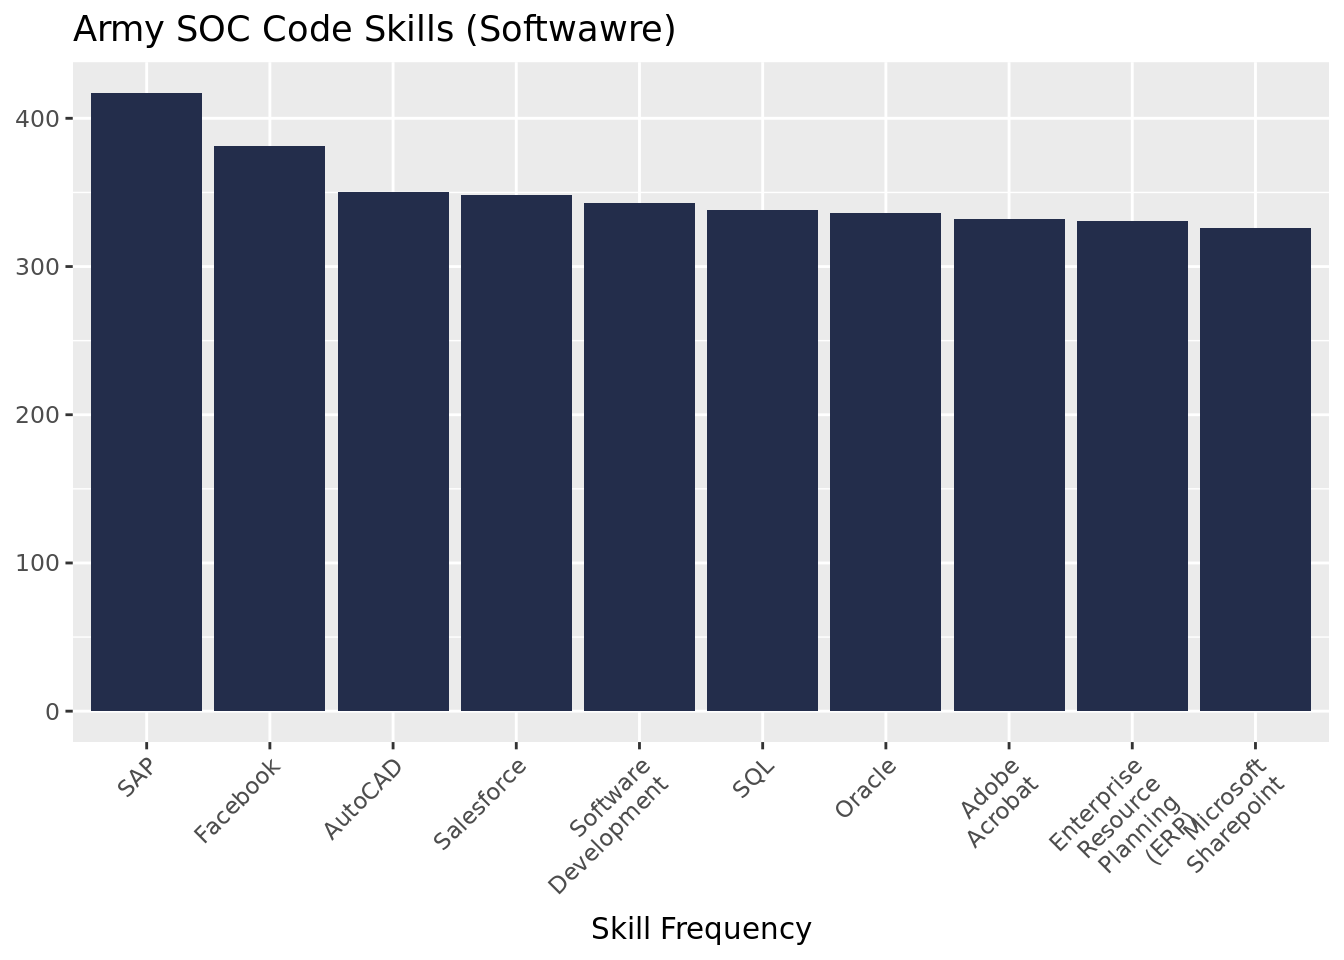 Army SOC Code Skills (Softwawre)
400
300
200
100
0
SAP
Facebook
AutoCAD
Salesforce
Software
Development
SQL
Oracle
Adobe
Acrobat
Enterprise
Resource
Planning
(ERP)
Microsoft
Sharepoint
Skill Frequency